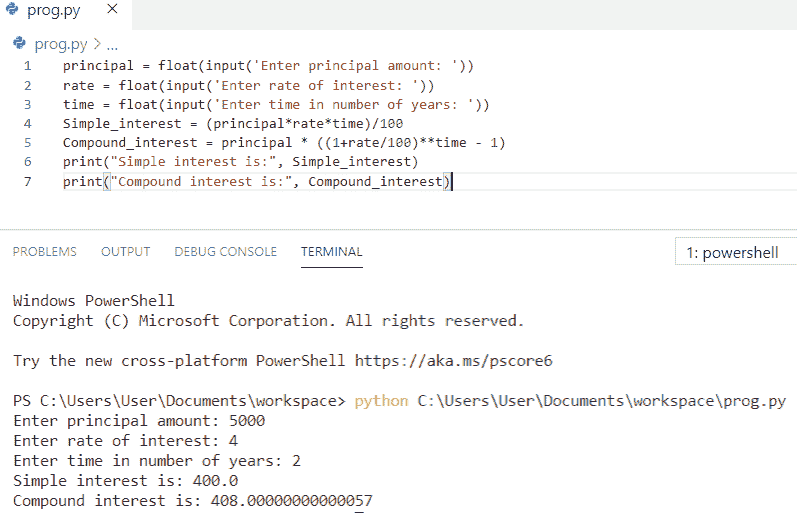 prog.py ×
prog.py > ...
1 principal = float(input('Enter principal amount: '))
2 rate = float(input('Enter rate of interest: '))
3 time = float(input('Enter time in number of years: '))
4 Simple_interest = (principal*rate*time)/100
5 Compound_interest = principal * ((1+rate/100)**time - 1)
6 print("Simple interest is:", Simple_interest)
7 print("Compound interest is:", Compound_interest)
PROBLEMS OUTPUT DEBUG CONSOLE TERMINAL 1: powershell
Windows PowerShell
Copyright (C) Microsoft Corporation. All rights reserved.
Try the new cross-platform PowerShell https://aka.ms/pscore6
PS C:\Users\User\Documents\workspace> python C:\Users\User\Documents\workspace\prog.py
Enter principal amount: 5000
Enter rate of interest: 4
Enter time in number of years: 2
Simple interest is: 400.0
Compound interest is: 408.00000000000057